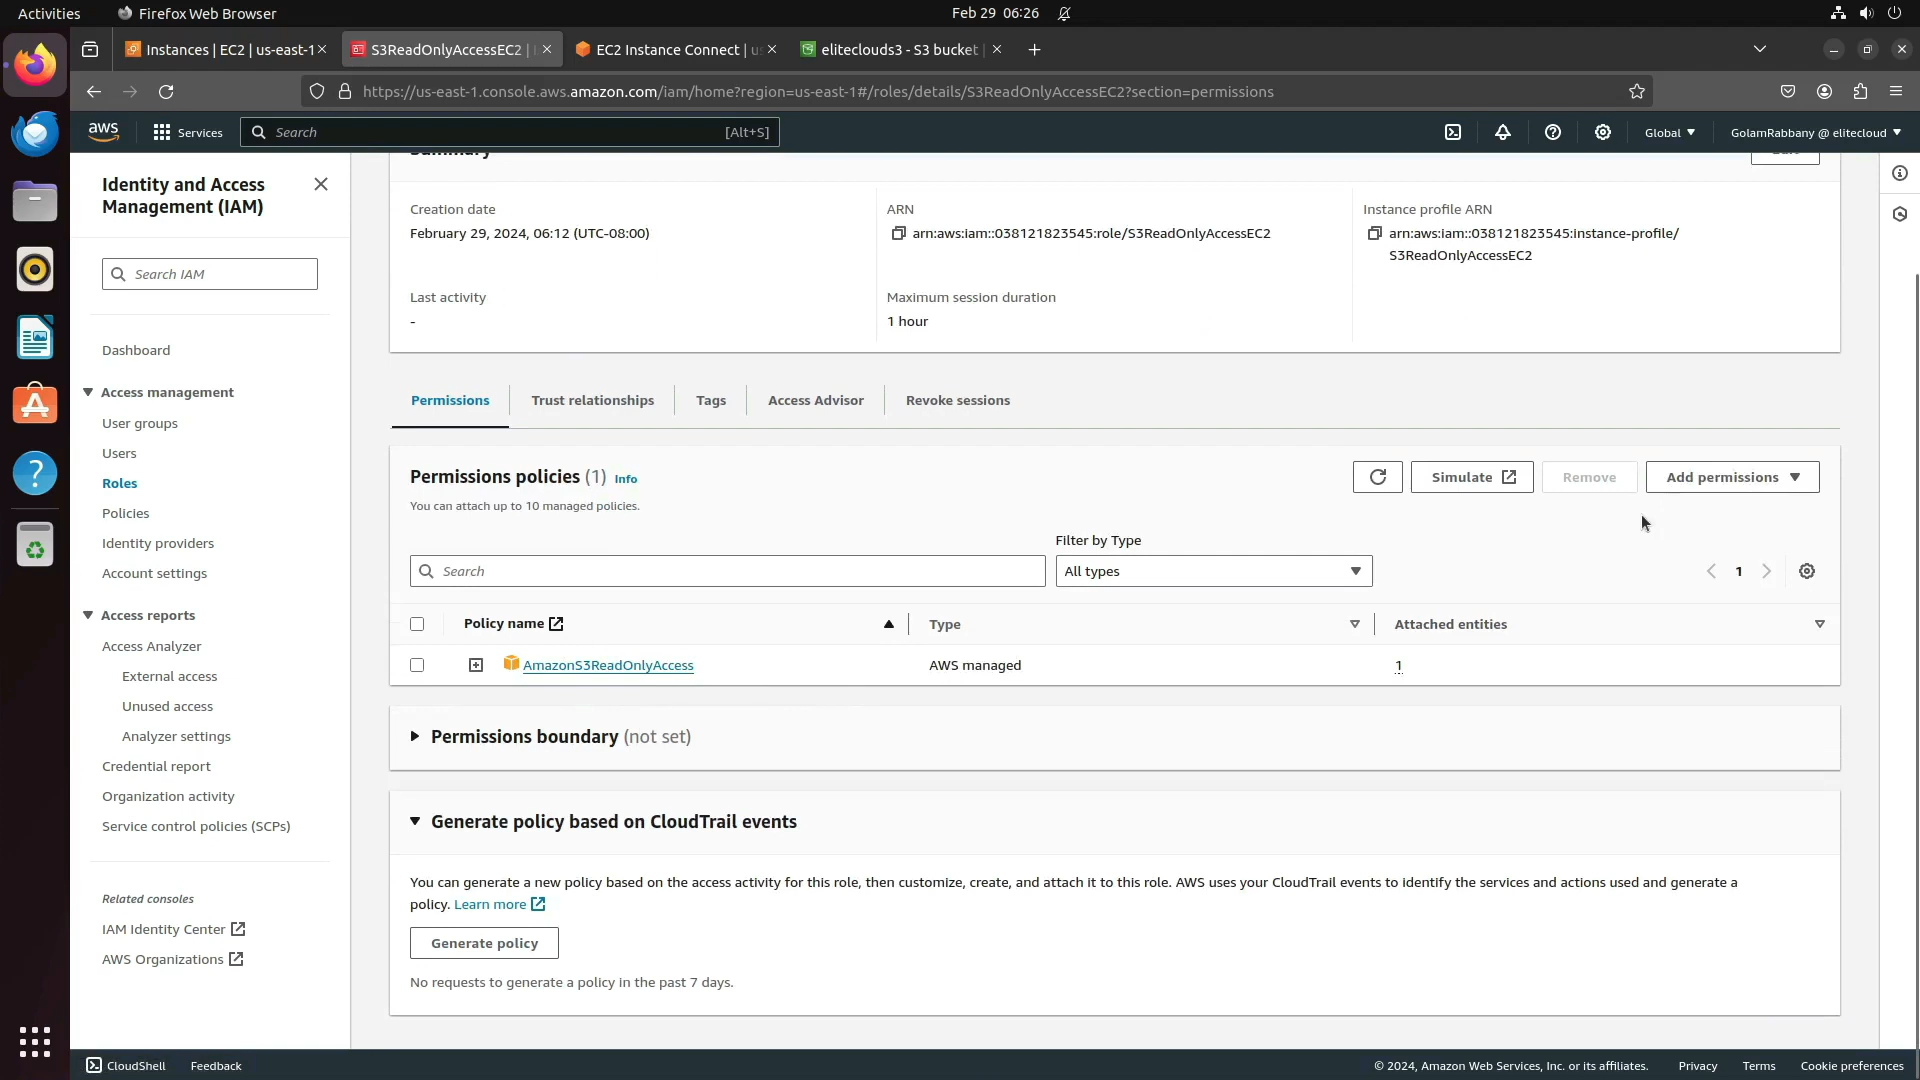 Activities
Firefox Web Browser
Feb 29 06:26
Instances | EC2 | us-east-1
S3ReadOnlyAccessEC2 |
EC2 Instance Connect |
eliteclouds3 - S3 bucket
https://us-east-1.console.aws.amazon.com/iam/home?region=us-east-1#/roles/details/S3ReadOnlyAccessEC2?section=permissions
aws
Services
Search
[Alt+S]
Global
GolamRabbany @ elitecloud
Identity and Access
Management (IAM)
Search IAM
Dashboard
Access management
User groups
Users
Roles
Policies
Identity providers
Account settings
Access reports
Access Analyzer
External access
Unused access
Analyzer settings
Credential report
Organization activity
Service control policies (SCPs)
Related consoles
IAM Identity Center
AWS Organizations
Creation date
February 29, 2024, 06:12 (UTC-08:00)
ARN
arn:aws:iam::038121823545:role/S3ReadOnlyAccessEC2
Instance profile ARN
arn:aws:iam::038121823545:instance-profile/
S3ReadOnlyAccessEC2
Last activity
-
Maximum session duration
1 hour
Permissions
Trust relationships
Tags
Access Advisor
Revoke sessions
Permissions policies (1) Info
You can attach up to 10 managed policies.
Simulate
Remove
Add permissions
Filter by Type
Search
All types
1
Policy name
Type
Attached entities
AmazonS3ReadOnlyAccess
AWS managed
1
Permissions boundary (not set)
Generate policy based on CloudTrail events
You can generate a new policy based on the access activity for this role, then customize, create, and attach it to this role. AWS uses your CloudTrail events to identify the services and actions used and generate a
policy. Learn more
Generate policy
No requests to generate a policy in the past 7 days.
CloudShell
Feedback
© 2024, Amazon Web Services, Inc. or its affiliates.
Privacy
Terms
Cookie preferences